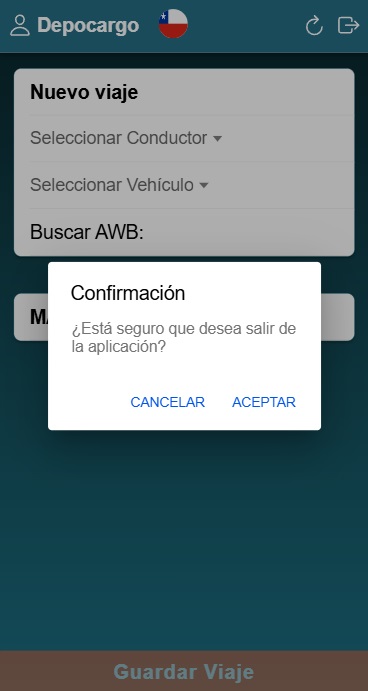 Depocargo
Nuevo viaje
Seleccionar Conductor
Seleccionar Vehículo
Buscar AWB:
Confirmación
¿Está seguro que desea salir de
la aplicación?
CANCELAR ACEPTAR
Guardar Viaje